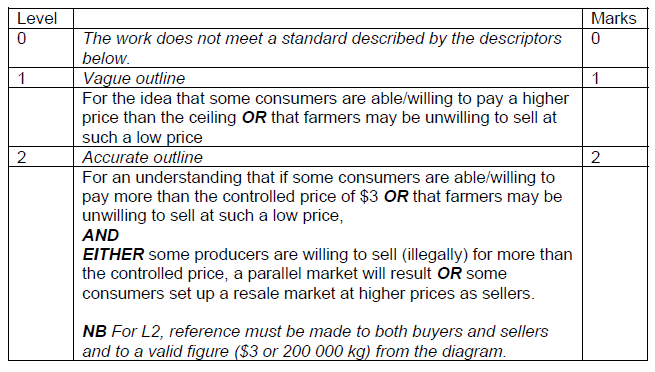 Level Marks
0 The work does not meet a standard described by the descriptors 0
below.
1 Vague outline 1
For the idea that some consumers are able/willing to pay a higher
price than the ceiling OR that farmers may be unwilling to sell at
such a low price
2 Accurate outline 2
For an understanding that if some consumers are able/willing to
pay more than the controlled price of $3 OR that farmers may be
unwilling to sell at such a low price,
AND
EITHER some producers are willing to sell (illegally) for more than
the controlled price, a parallel market will result OR some
consumers set up a resale market at higher prices as sellers.
NB For L2, reference must be made to both buyers and sellers
and to a valid figure ($3 or 200 000 kg) from the diagram.